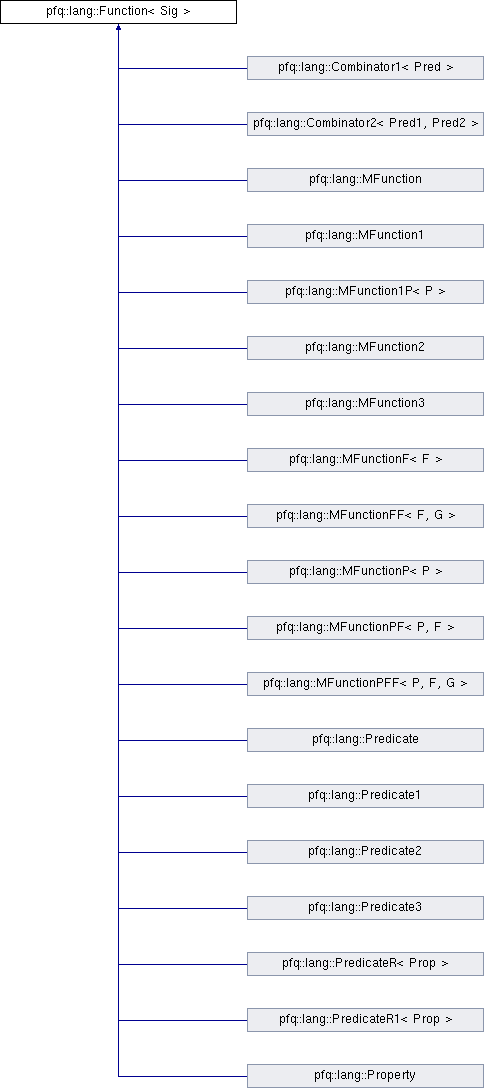 pfq::lang::Function< Sig >
pfq::lang::Combinator1< Pred >
pfq::lang::Combinator2< Pred1, Pred2 >
pfq::lang::MFunction
pfq::lang::MFunction1
pfq::lang::MFunction1P< P >
pfq::lang::MFunction2
pfq::lang::MFunction3
pfq::lang::MFunctionF< F >
pfq::lang::MFunctionFF< F, G >
pfq::lang::MFunctionP< P >
pfq::lang::MFunctionPF< P, F >
pfq::lang::MFunctionPFF< P, F, G >
pfq::lang::Predicate
pfq::lang::Predicate1
pfq::lang::Predicate2
pfq::lang::Predicate3
pfq::lang::PredicateR< Prop >
pfq::lang::PredicateR1< Prop >
pfq::lang::Property